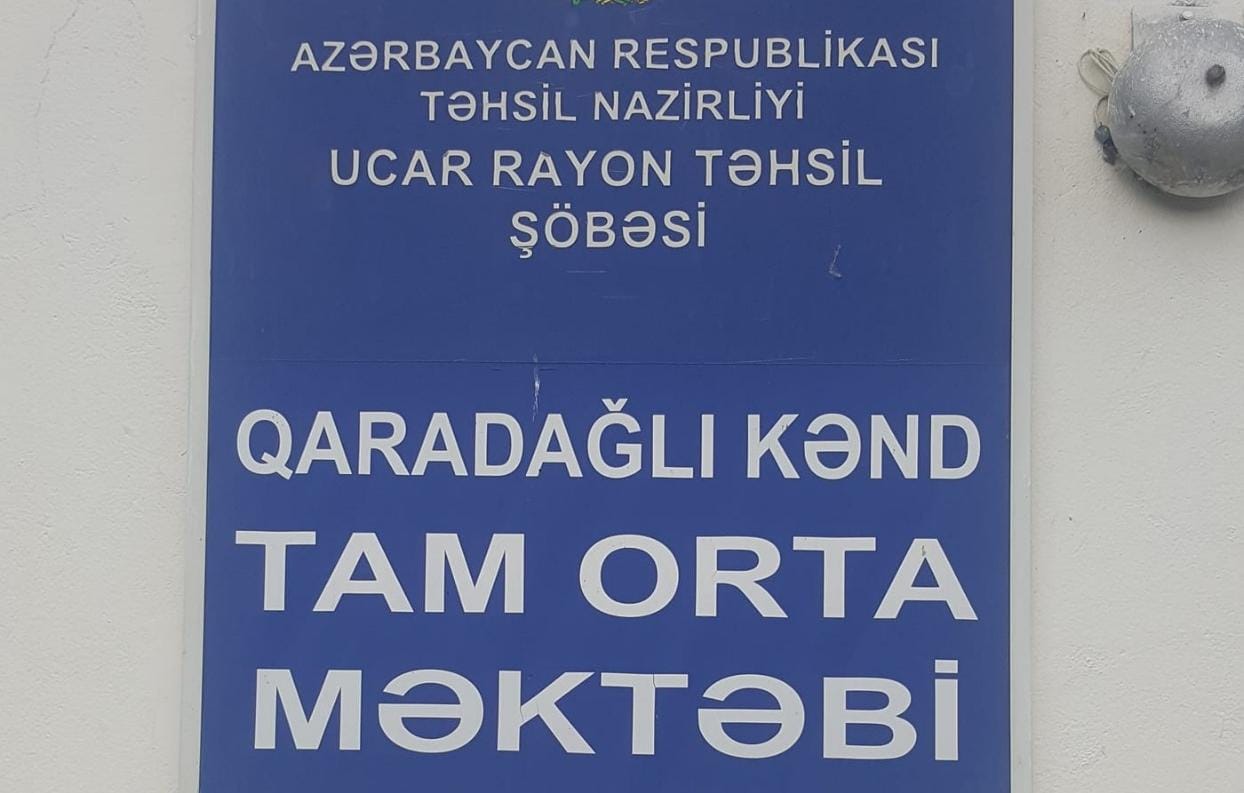 AZƏRBAYCAN RESPUBLİKASI
TƏHSİL NAZİRLİYİ
UCAR RAYON TƏHSİL
ŞÖBƏSİ
QARADAĞLI KƏND
TAM ORTA
MƏKTƏBİ